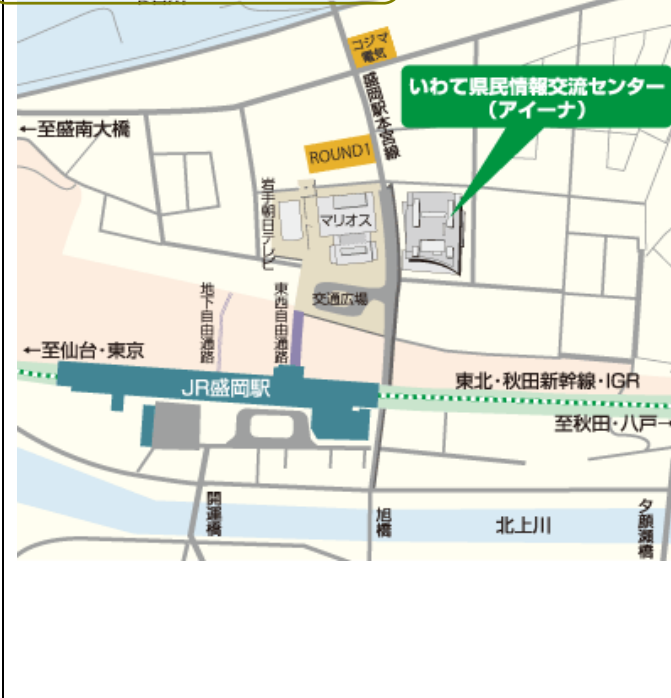 コジマ
電気
いわて県民情報交流センター
(アイーナ)
盛岡駅本宮線
←至盛南大橋
ROUND1
岩手朝日テレビ
マリオス
交通広場
地下自由通路
東西自由通路
←至仙台・東京
JR盛岡駅
東北・秋田新幹線・IGR
至秋田・八戸→
開運橋
旭橋
北上川
夕顔瀬橋